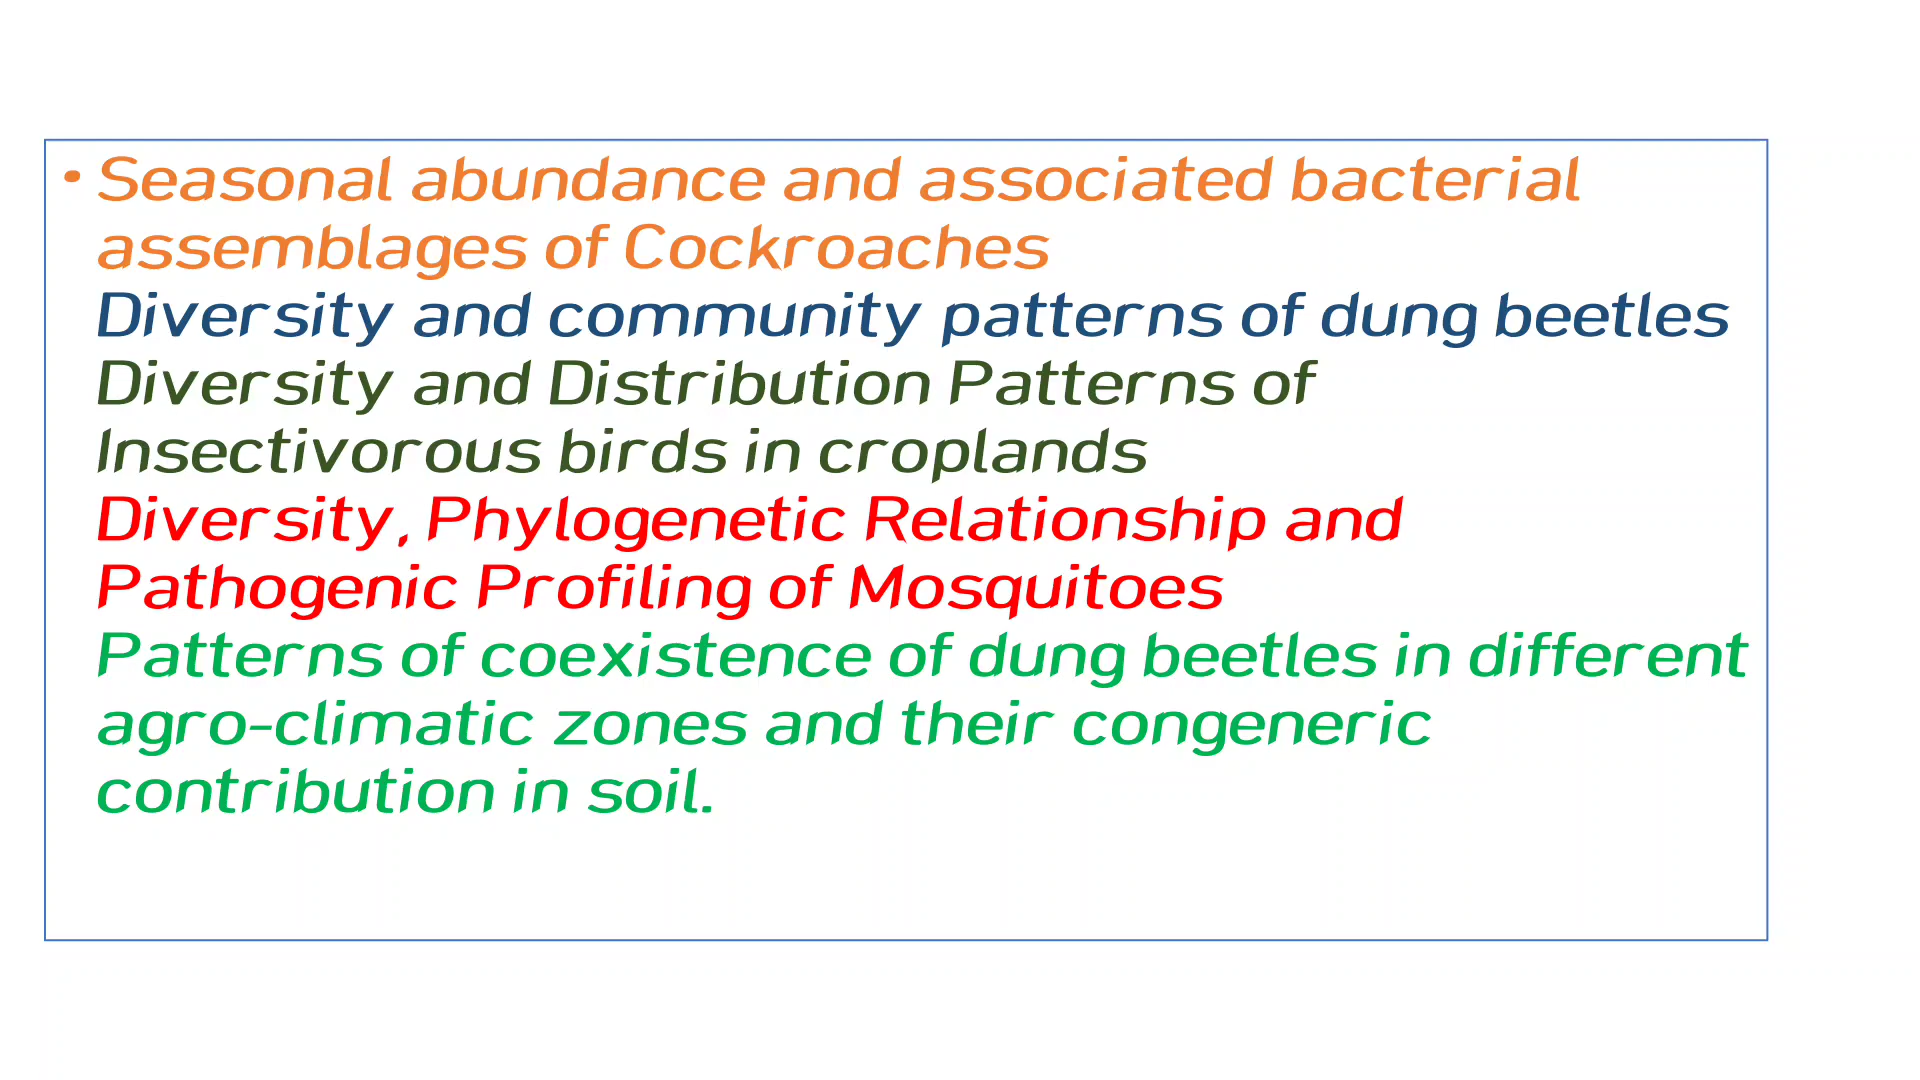 • Seasonal abundance and associated bacterial
assemblages of Cockroaches
Diversity and community patterns of dung beetles
Diversity and Distribution Patterns of
Insectivorous birds in croplands
Diversity, Phylogenetic Relationship and
Pathogenic Profiling of Mosquitoes
Patterns of coexistence of dung beetles in different
agro-climatic zones and their congeneric
contribution in soil.